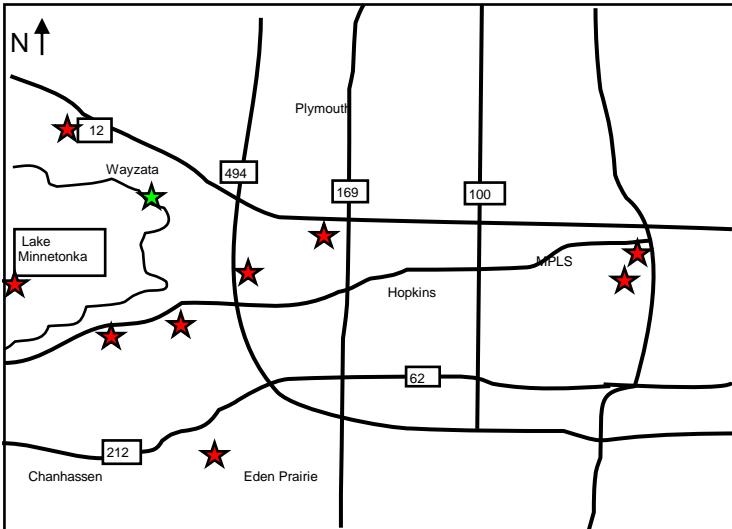 N
Plymouth
12
Wayzata
494
169
100
Lake
Minnetonka
MPLS
Hopkins
62
212
Chanhassen
Eden Prairie